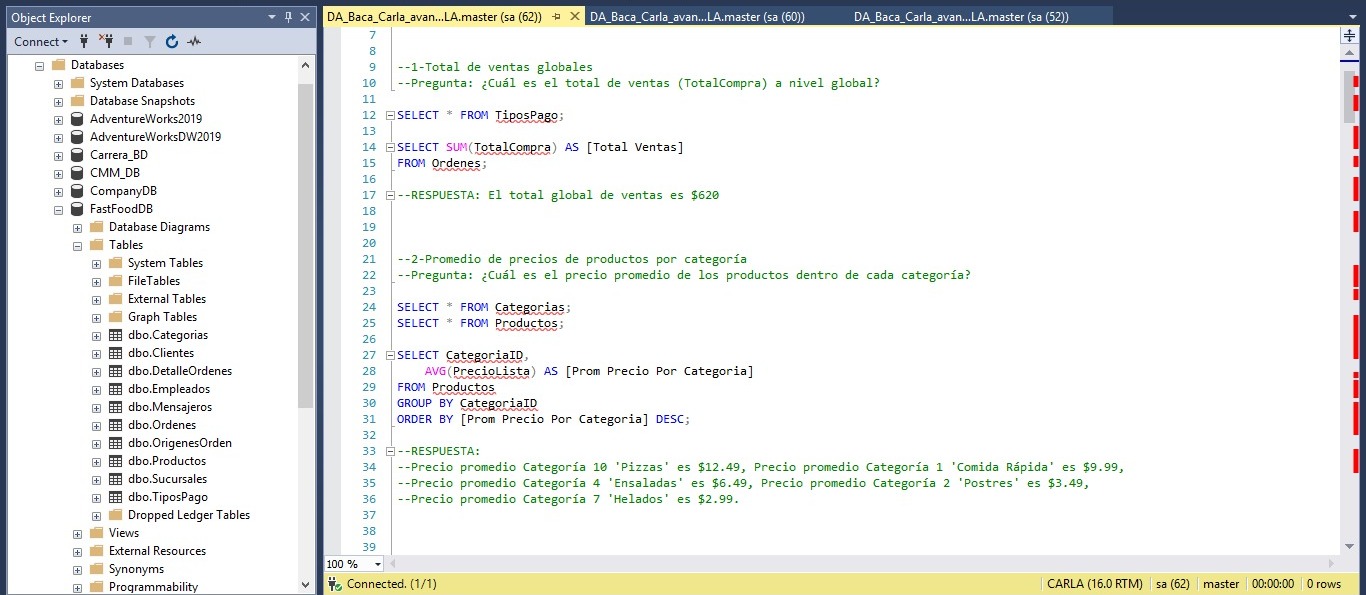 Object Explorer
Connect
Databases
System Databases
Database Snapshots
AdventureWorks2019
AdventureWorksDW2019
Carrera_BD
CMM_DB
CompanyDB
FastFoodDB
Database Diagrams
Tables
System Tables
FileTables
External Tables
Graph Tables
dbo.Categorias
dbo.Clientes
dbo.DetalleOrdenes
dbo.Empleados
dbo.Mensajeros
dbo.Ordenes
dbo.OrigenesOrden
dbo.Productos
dbo.Sucursales
dbo.TiposPago
Dropped Ledger Tables
Views
External Resources
Synonyms
Programmability
DA_Baca_Carla_avan...LA.master (sa (62)) DA_Baca_Carla_avan...LA.master (sa (60)) DA_Baca_Carla_avan...LA.master (sa (52))
7
8
9 --1-Total de ventas globales
10 --Pregunta: ¿Cuál es el total de ventas (TotalCompra) a nivel global?
11
12 SELECT * FROM TiposPago;
13
14 SELECT SUM(TotalCompra) AS [Total Ventas]
15 FROM Ordenes;
16
17 --RESPUESTA: El total global de ventas es $620
18
19
20
21 --2-Promedio de precios de productos por categoría
22 --Pregunta: ¿Cuál es el precio promedio de los productos dentro de cada categoría?
23
24 SELECT * FROM Categorias;
25 SELECT * FROM Productos;
26
27 SELECT CategoriaID,
28 AVG(PrecioLista) AS [Prom Precio Por Categoria]
29 FROM Productos
30 GROUP BY CategoriaID
31 ORDER BY [Prom Precio Por Categoria] DESC;
32
33 --RESPUESTA:
34 --Precio promedio Categoría 10 'Pizzas' es $12.49, Precio promedio Categoría 1 'Comida Rápida' es $9.99,
35 --Precio promedio Categoría 4 'Ensaladas' es $6.49, Precio promedio Categoría 2 'Postres' es $3.49,
36 --Precio promedio Categoría 7 'Helados' es $2.99.
37
38
39
100 %
Connected. (1/1) CARLA (16.0 RTM) sa (62) master 00:00:00 0 rows